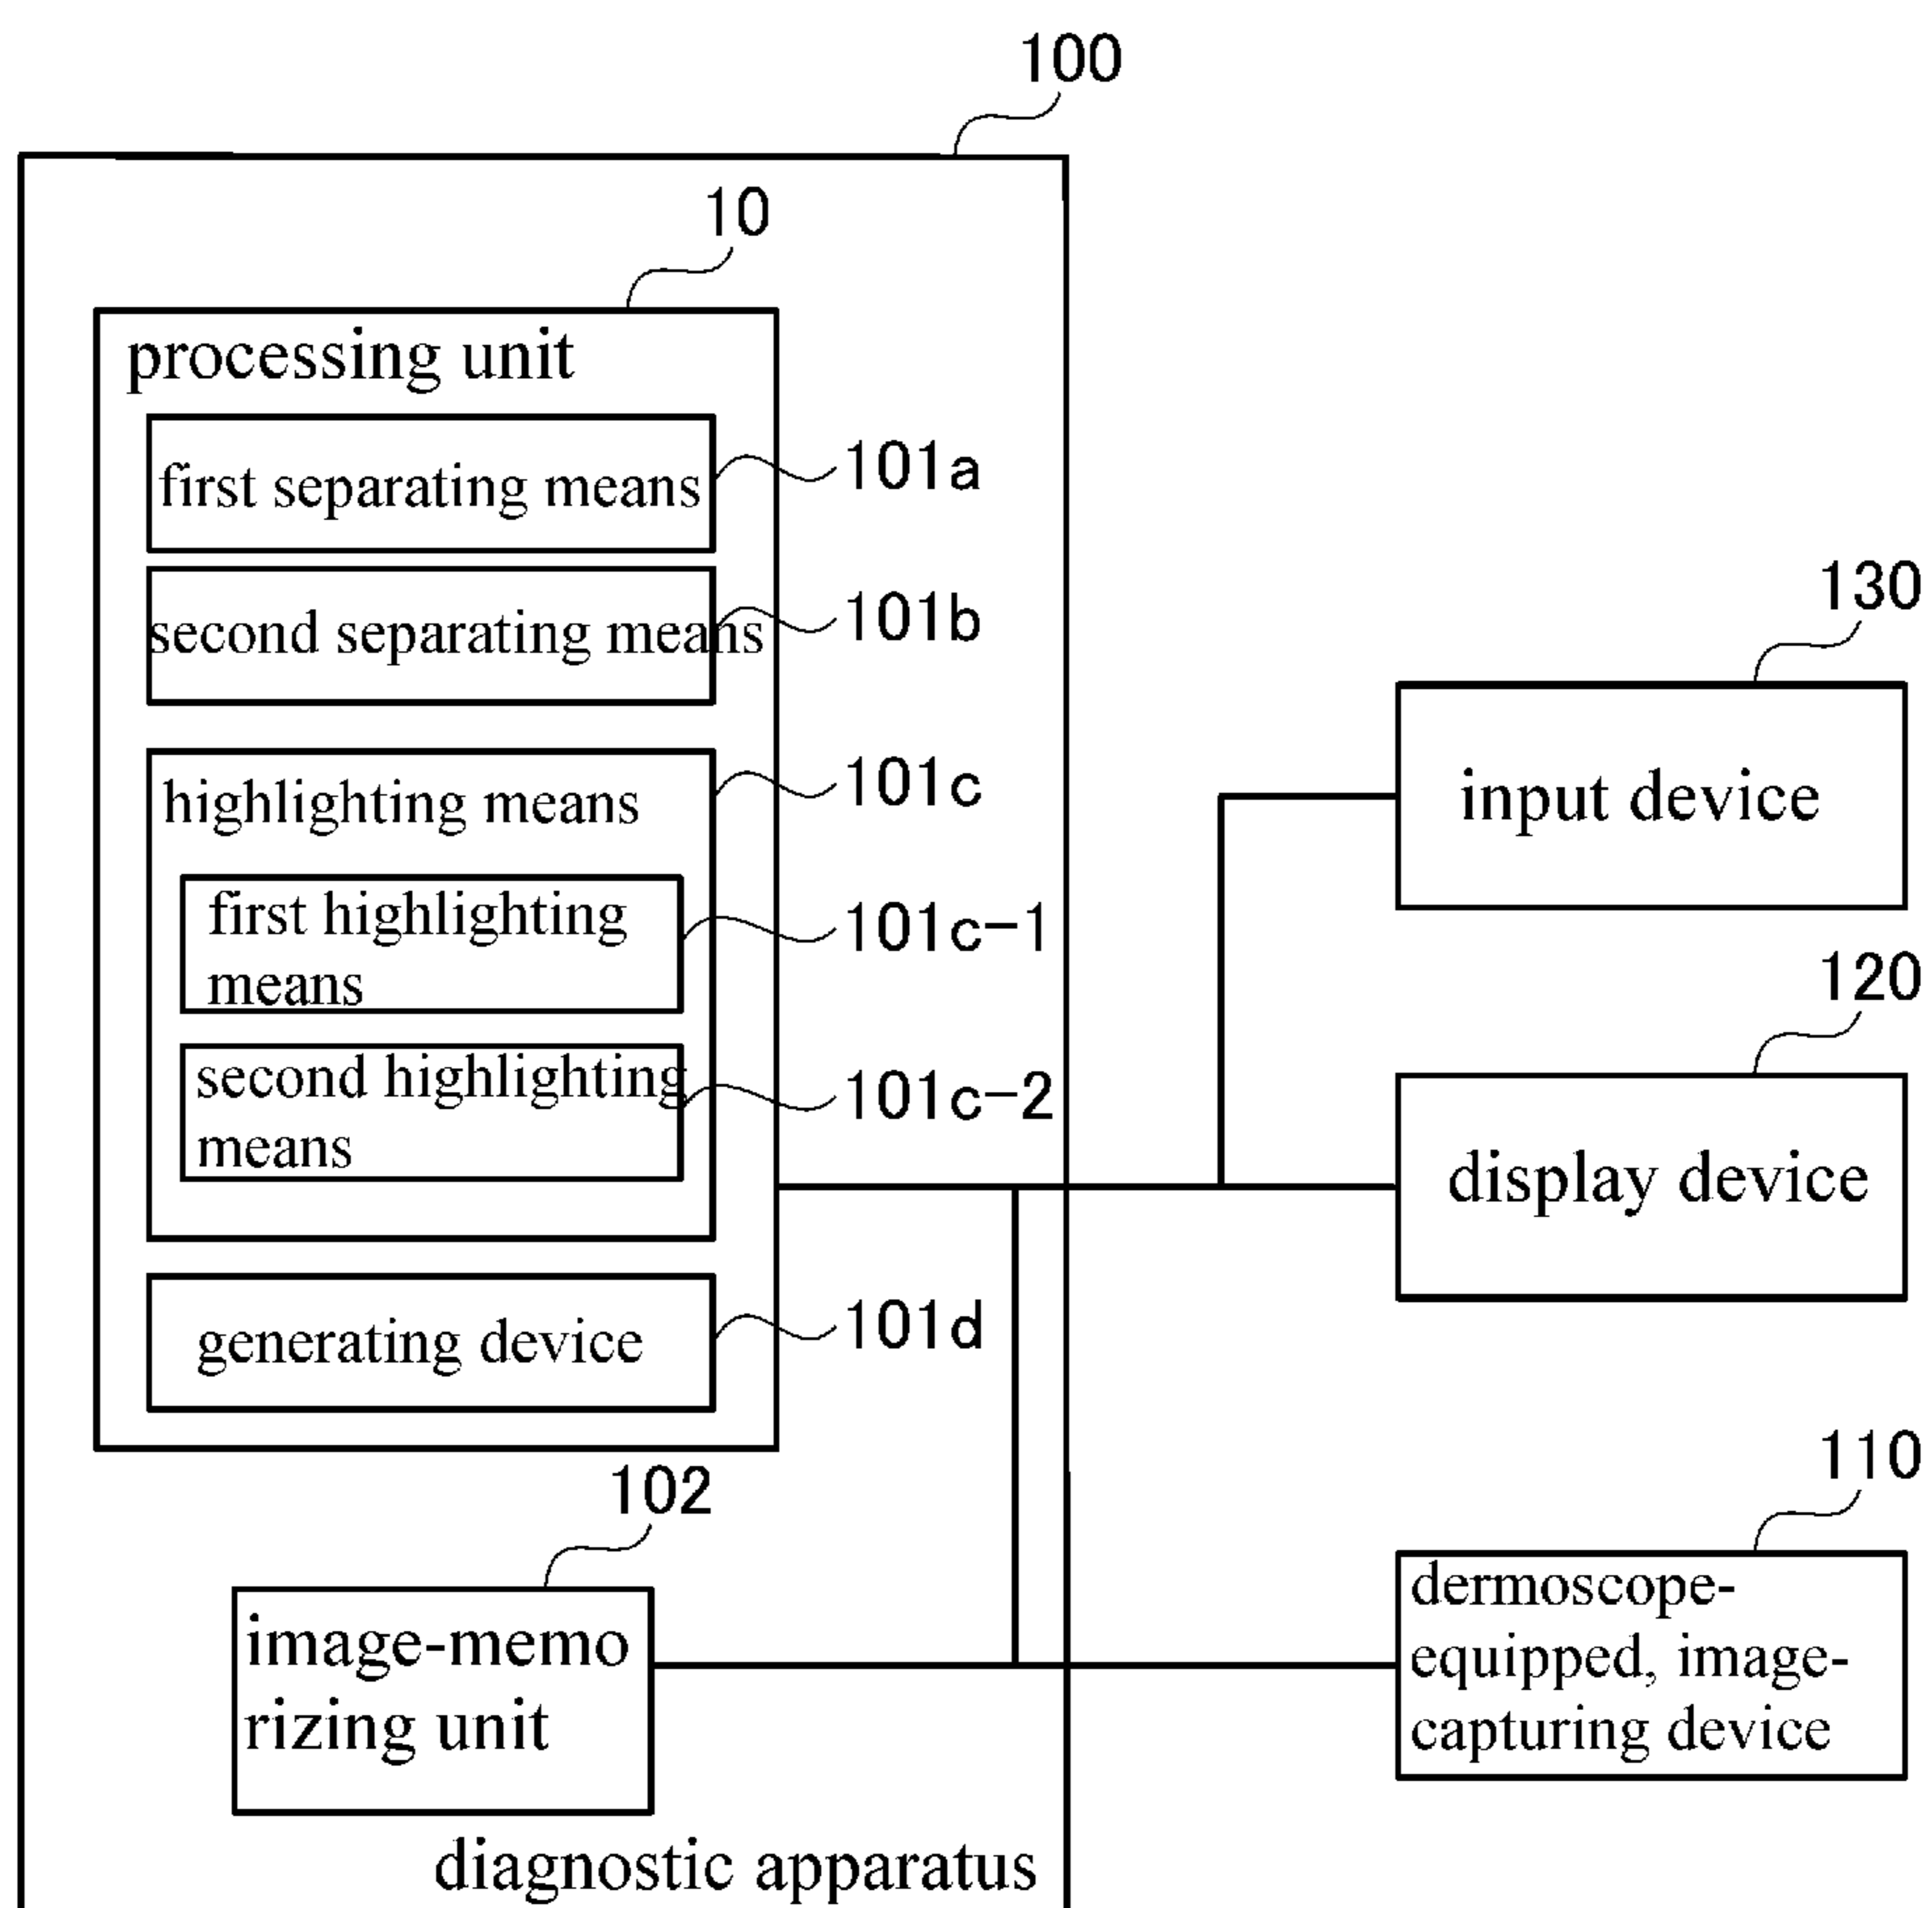 100
10
processing unit
first separating means
101a
second separating means
101b
highlighting means
101c
first highlighting
means
101c-1
second highlighting
means
101c-2
generating device
101d
102
image-memo
rizing unit
diagnostic apparatus
130
input device
120
display device
110
dermoscope-
equipped, image-
capturing device